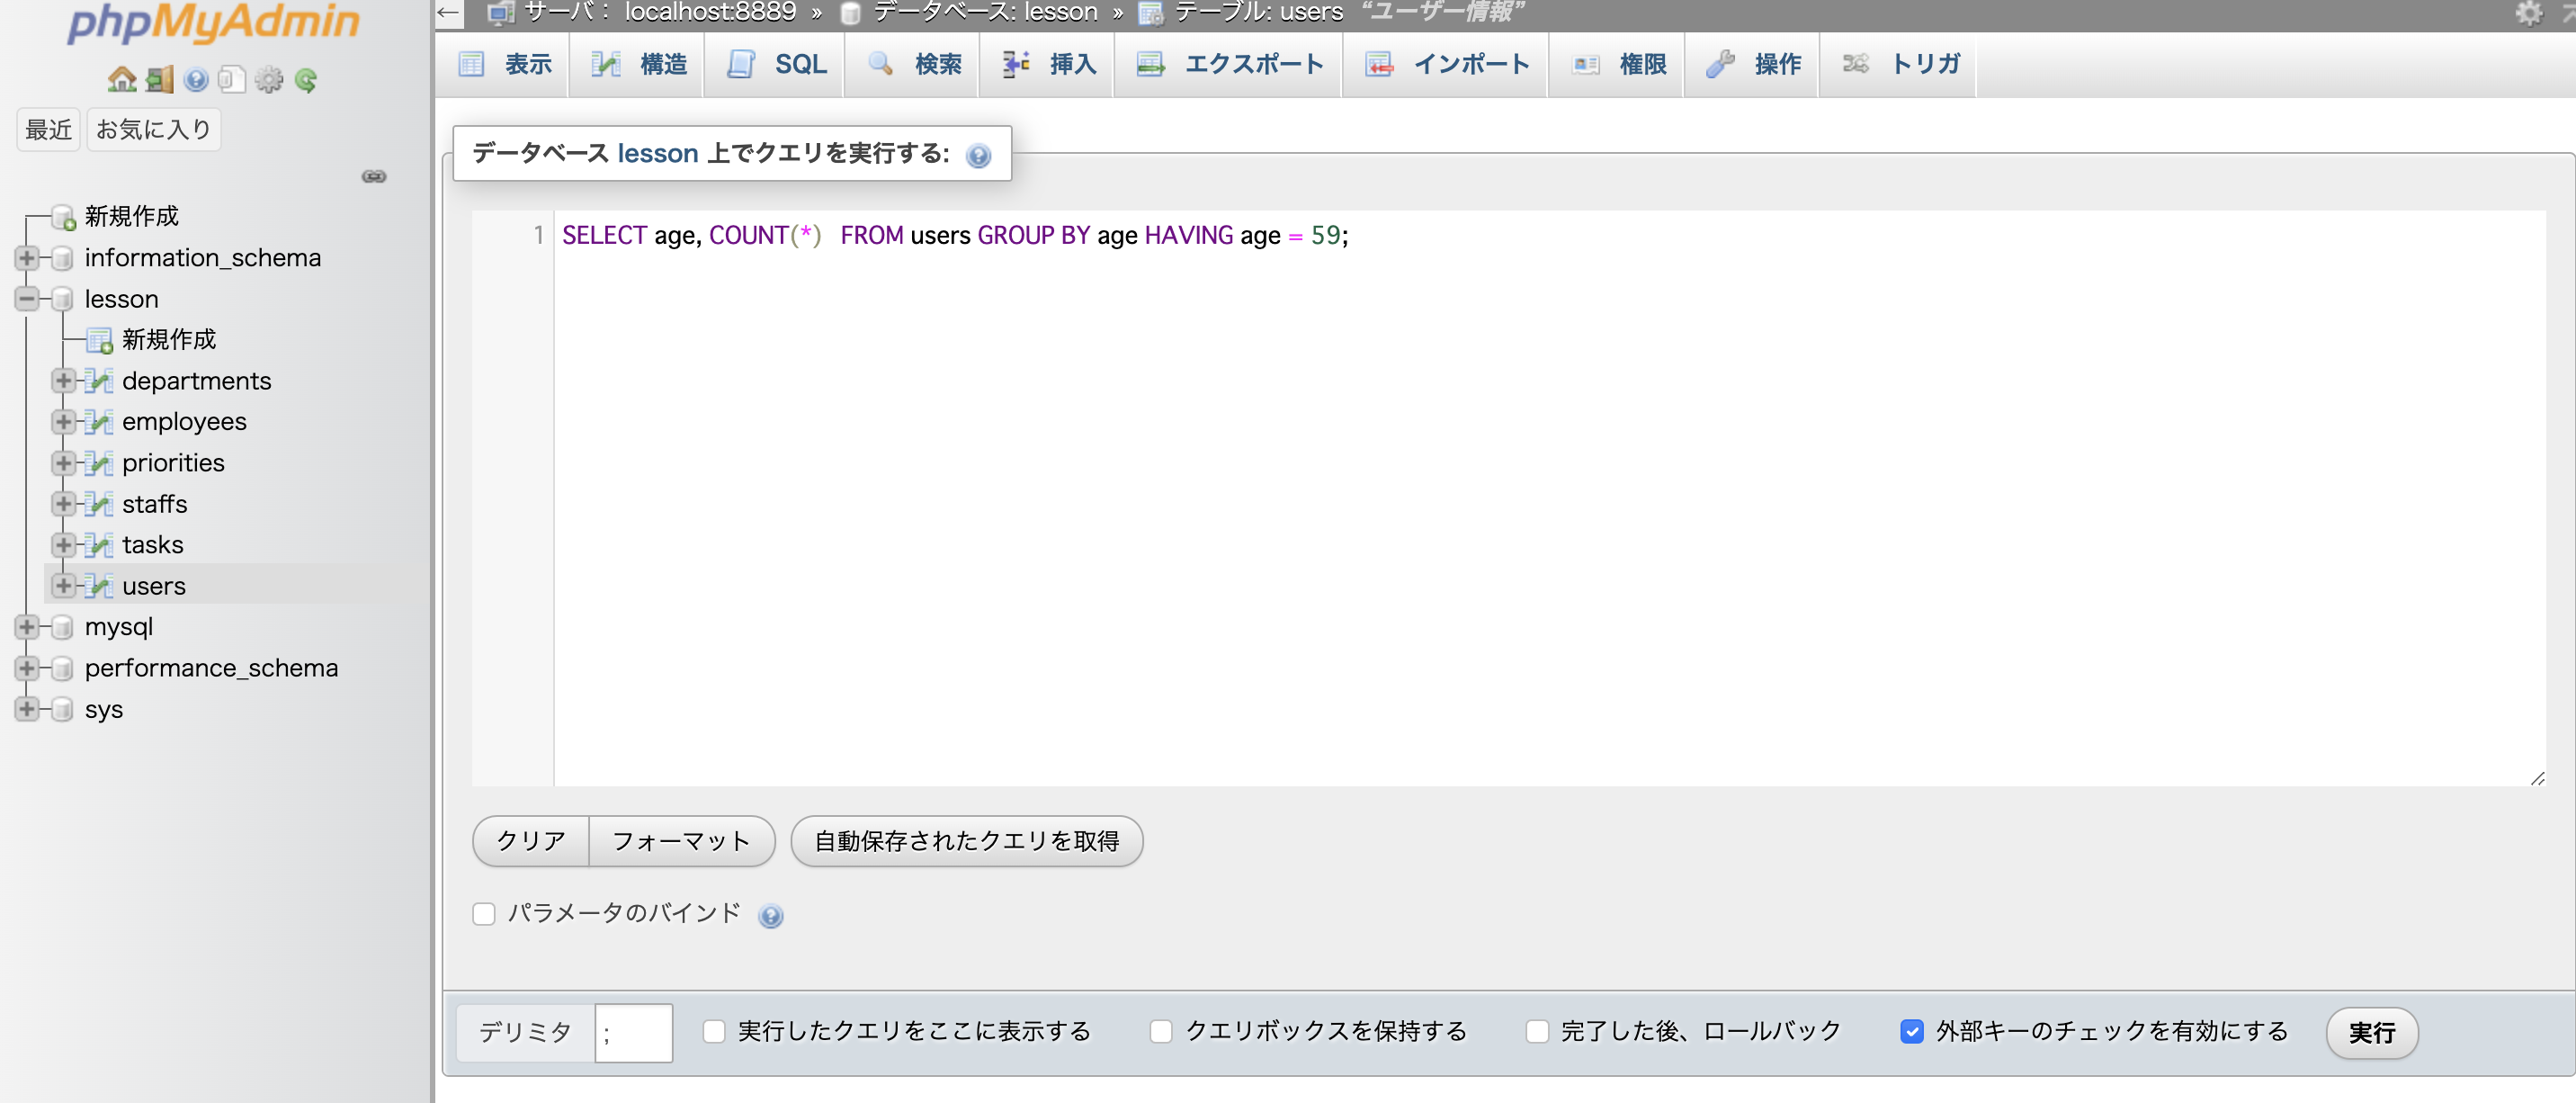 phpMyAdmin
最近 お気に入り
新規作成
information_schema
lesson
新規作成
departments
employees
priorities
staffs
tasks
users
mysql
performance_schema
sys
サーバ: localhost:8889 » データベース: lesson » テーブル: users “ユーザー情報”
表示 構造 SQL 検索 挿入 エクスポート インポート 権限 操作 トリガ
データベース lesson 上でクエリを実行する:
1 SELECT age, COUNT(*)  FROM users GROUP BY age HAVING age = 59;
クリア フォーマット 自動保存されたクエリを取得
パラメータのバインド
デリミタ ; 実行したクエリをここに表示する クエリボックスを保持する 完了した後、ロールバック 外部キーのチェックを有効にする 実行